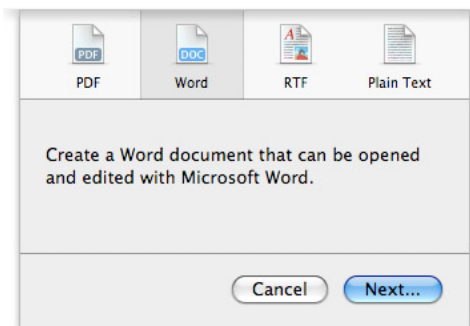 PDF
DOC
A
PDF Word RTF Plain Text
Create a Word document that can be opened
and edited with Microsoft Word.
Cancel Next...